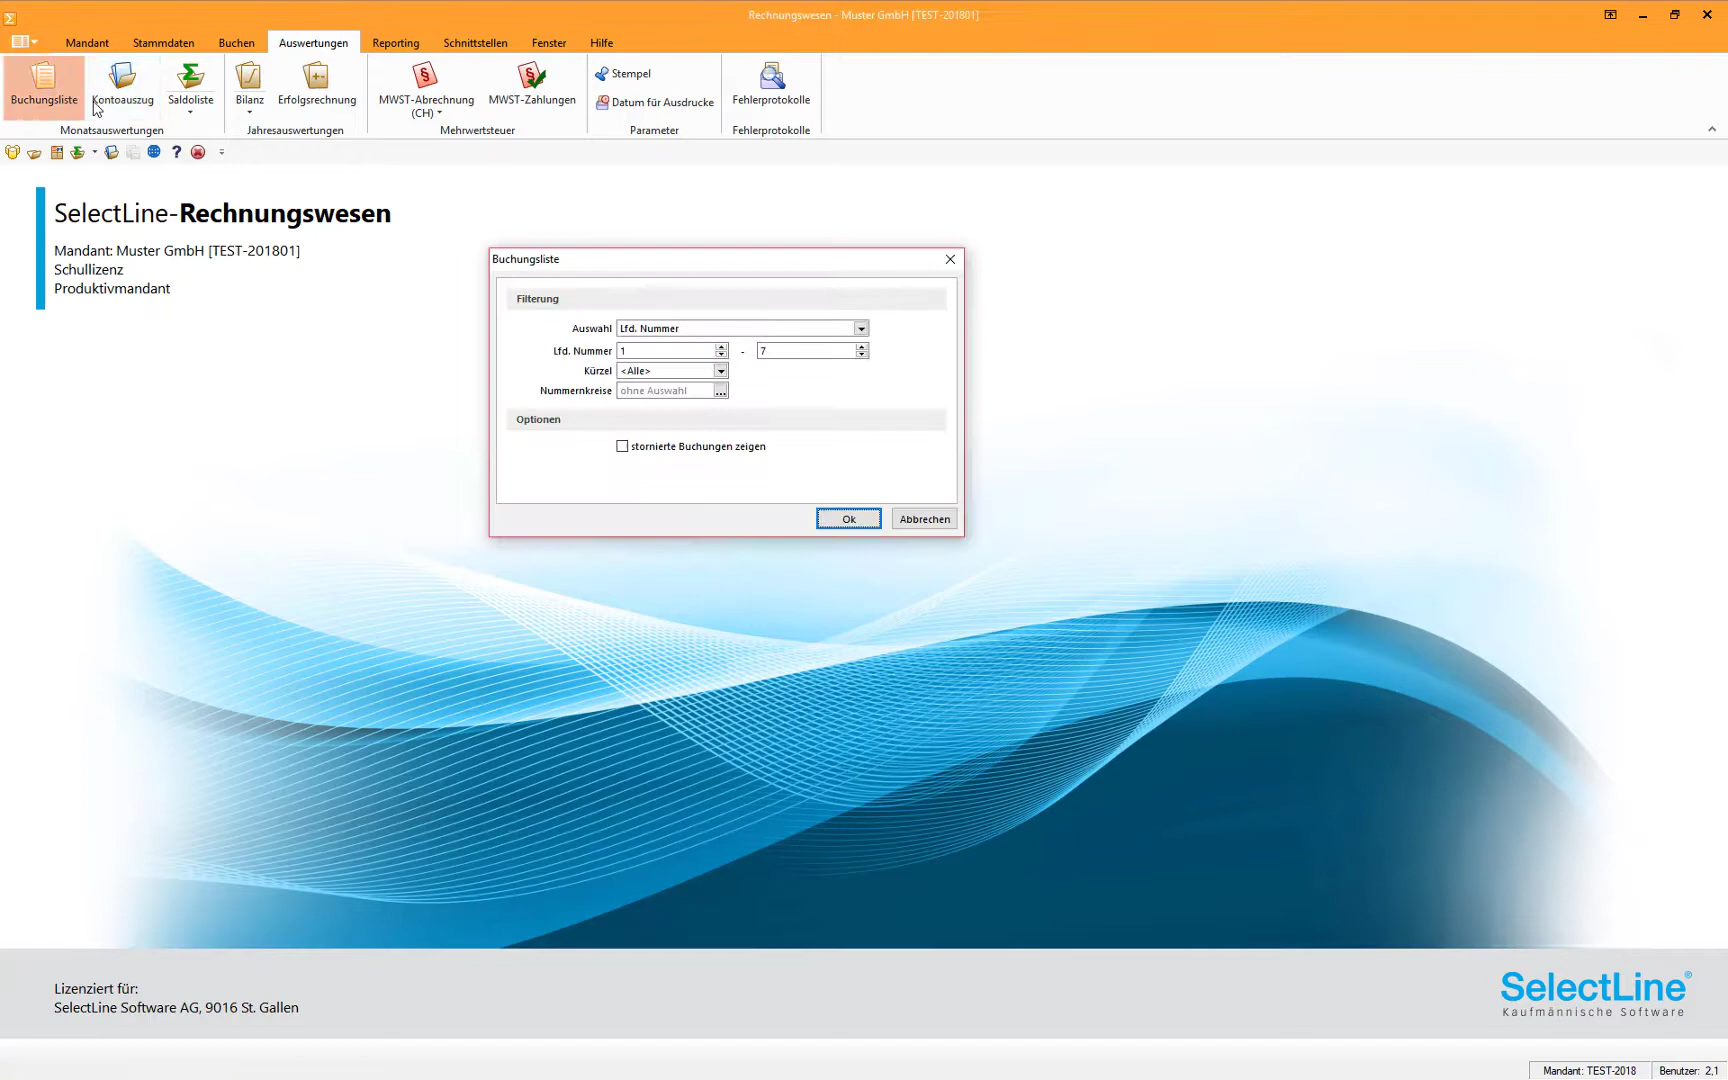 Rechnungswesen - Muster GmbH [TEST-201801]
Mandant Stammdaten Buchen Auswertungen Reporting Schnittstellen Fenster Hilfe
Buchungsliste Kontoauszug Saldoliste Bilanz Erfolgsrechnung MWST-Abrechnung (CH) MWST-Zahlungen Stempel Datum für Ausdrucke Fehlerprotokolle
Monatsauswertungen Jahresauswertungen Mehrwertsteuer Parameter Fehlerprotokolle
SelectLine-Rechnungswesen
Mandant: Muster GmbH [TEST-201801]
Schullizenz
Produktivmandant
Buchungsliste
Filterung
Auswahl Lfd. Nummer
Lfd. Nummer 1 - 7
Kürzel <Alle>
Nummernkreise ohne Auswahl ...
Optionen
stornierte Buchungen zeigen
Ok Abbrechen
Lizenziert für:
SelectLine Software AG, 9016 St. Gallen
SelectLine®
Kaufmännische Software
Mandant: TEST-2018 Benutzer: 2,1